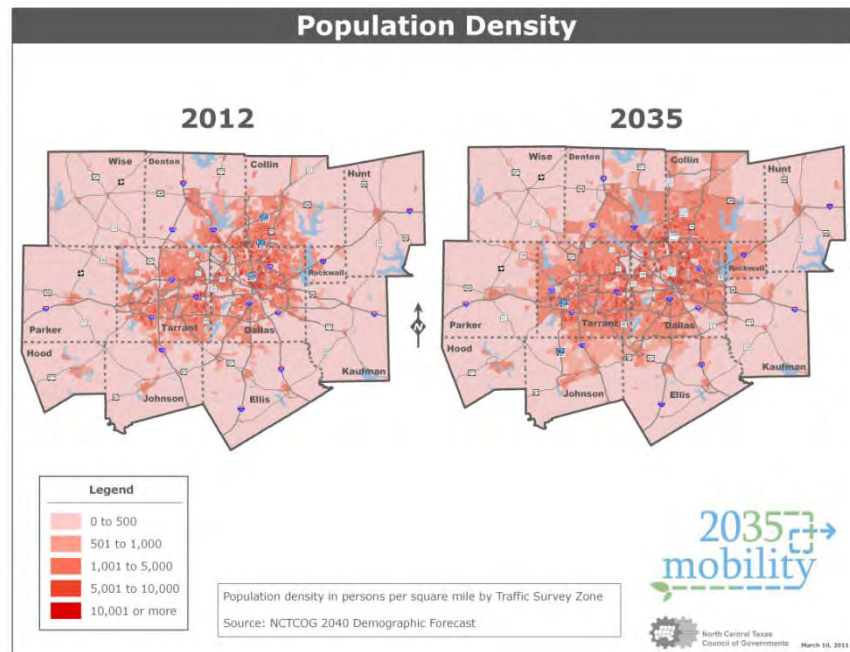 Population Density
2012
2035
Wise
Denton
Collin
Hunt
Rockwall
Parker
Tarrant
Dallas
Hood
Johnson
Ellis
Kaufman
Wise
Denton
Collin
Hunt
Rockwall
Parker
Tarrant
Dallas
Hood
Johnson
Ellis
Kaufman
N
Legend
0 to 500
501 to 1,000
1,001 to 5,000
5,001 to 10,000
10,001 or more
Population density in persons per square mile by Traffic Survey Zone
Source: NCTCOG 2040 Demographic Forecast
2035
mobility
North Central Texas
Council of Governments
March 10, 2011